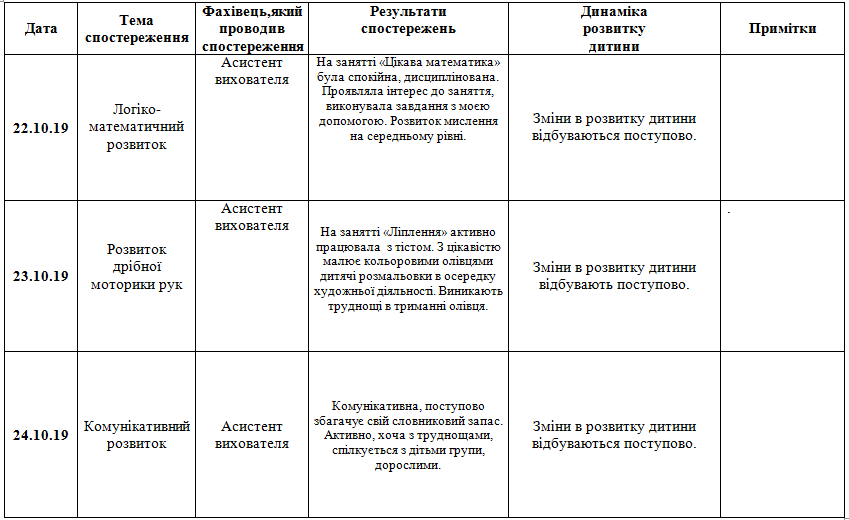 Дата
Тема
спостереження
Фахівець,який
проводив
спостереження
Результати
спостережень
Динаміка
розвитку
дитини
Примітки
22.10.19
Логіко-
математичний
розвиток
Асистент
вихователя
На занятті «Цікава математика»
була спокійна, дисциплінована.
Проявляла інтерес до заняття,
виконувала завдання з моєю
допомогою. Розвиток мислення
на середньому рівні.
Зміни в розвитку дитини
відбуваються поступово.
23.10.19
Розвиток
дрібної
моторики рук
Асистент
вихователя
На занятті «Ліплення» активно
працювала з тістом. З цікавістю
малює кольоровими олівцями
дитячі розмальовки в осередку
художньої діяльності. Виникають
труднощі в триманні олівця.
Зміни в розвитку дитини
відбувають поступово.
.
24.10.19
Комунікативний
розвиток
Асистент
вихователя
Комунікативна, поступово
збагачує свій словниковий запас.
Активно, хоча з труднощами,
спілкується з дітьми групи,
дорослими.
Зміни в розвитку дитини
відбуваються поступово.